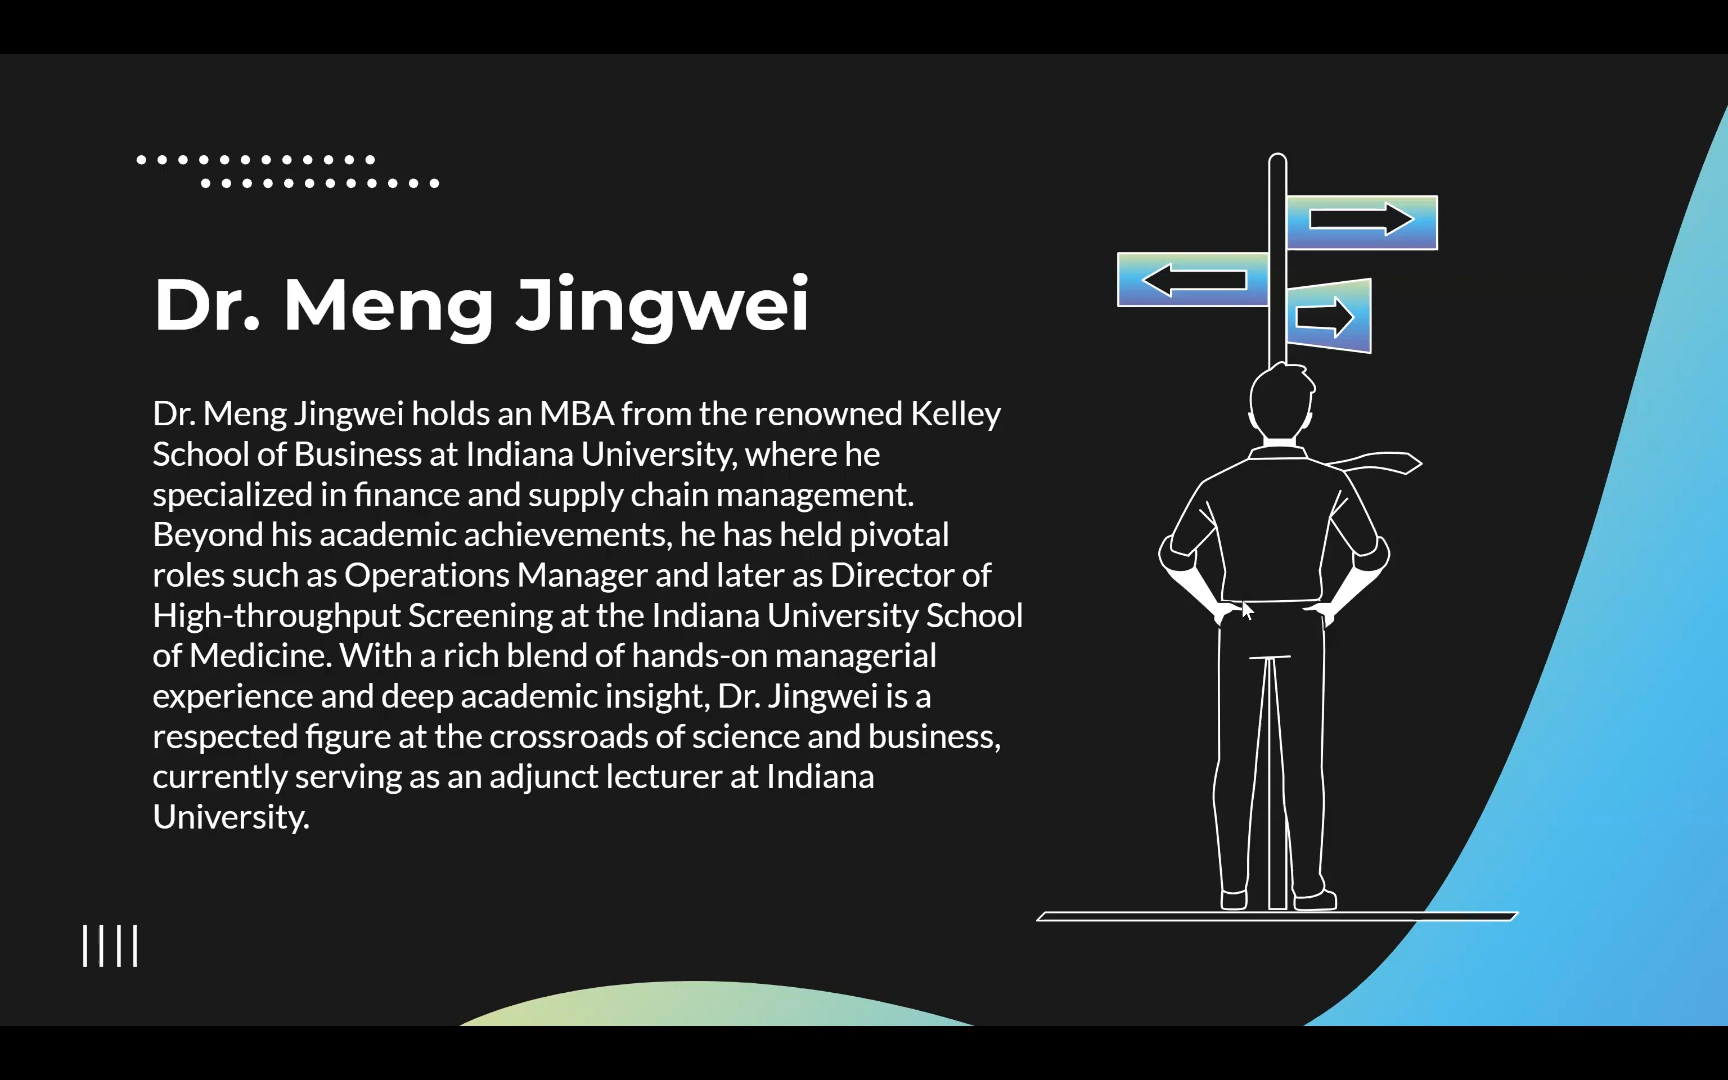 Dr. Meng Jingwei
Dr. Meng Jingwei holds an MBA from the renowned Kelley
School of Business at Indiana University, where he
specialized in finance and supply chain management.
Beyond his academic achievements, he has held pivotal
roles such as Operations Manager and later as Director of
High-throughput Screening at the Indiana University School
of Medicine. With a rich blend of hands-on managerial
experience and deep academic insight, Dr. Jingwei is a
respected figure at the crossroads of science and business,
currently serving as an adjunct lecturer at Indiana
University.